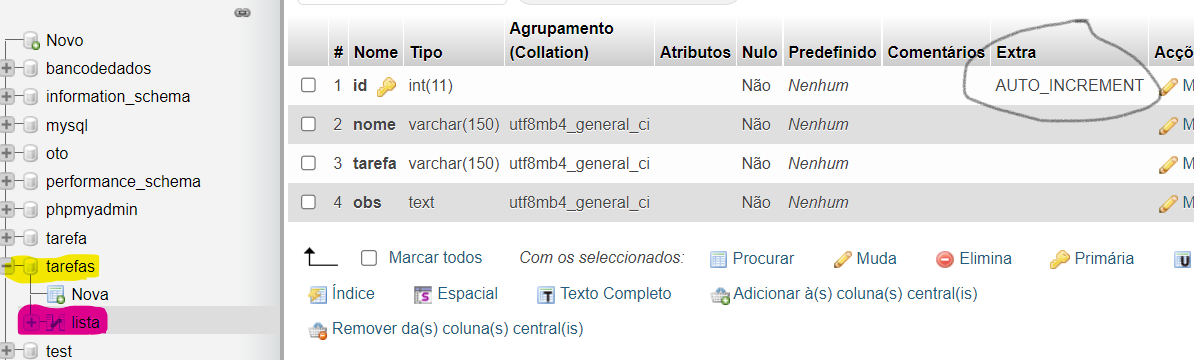 Novo
bancodedados
information_schema
mysql
oto
performance_schema
phpmyadmin
tarefa
tarefas
Nova
lista
test
# Nome Tipo Agrupamento (Collation) Atributos Nulo Predefinido Comentários Extra Acçõ
1 id int(11) Não Nenhum AUTO_INCREMENT M
2 nome varchar(150) utf8mb4_general_ci Não Nenhum M
3 tarefa varchar(150) utf8mb4_general_ci Não Nenhum M
4 obs text utf8mb4_general_ci Não Nenhum M
Marcar todos Com os seleccionados: Procurar Muda Elimina Primária U
Índice Espacial Texto Completo Adicionar à(s) coluna(s) central(is)
Remover da(s) coluna(s) central(is)